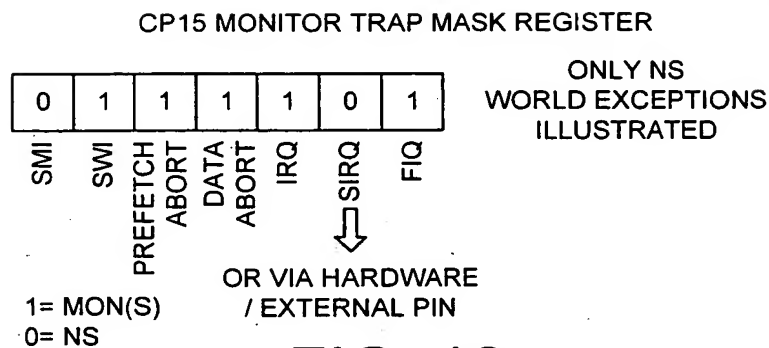 CP15 MONITOR TRAP MASK REGISTER
0 1 1 1 1 0 1
ONLY NS
WORLD EXCEPTIONS
ILLUSTRATED
SMI
SWI
PREFETCH
ABORT
DATA
ABORT
IRQ
SIRQ
FIQ
OR VIA HARDWARE
/ EXTERNAL PIN
1= MON(S)
0= NS